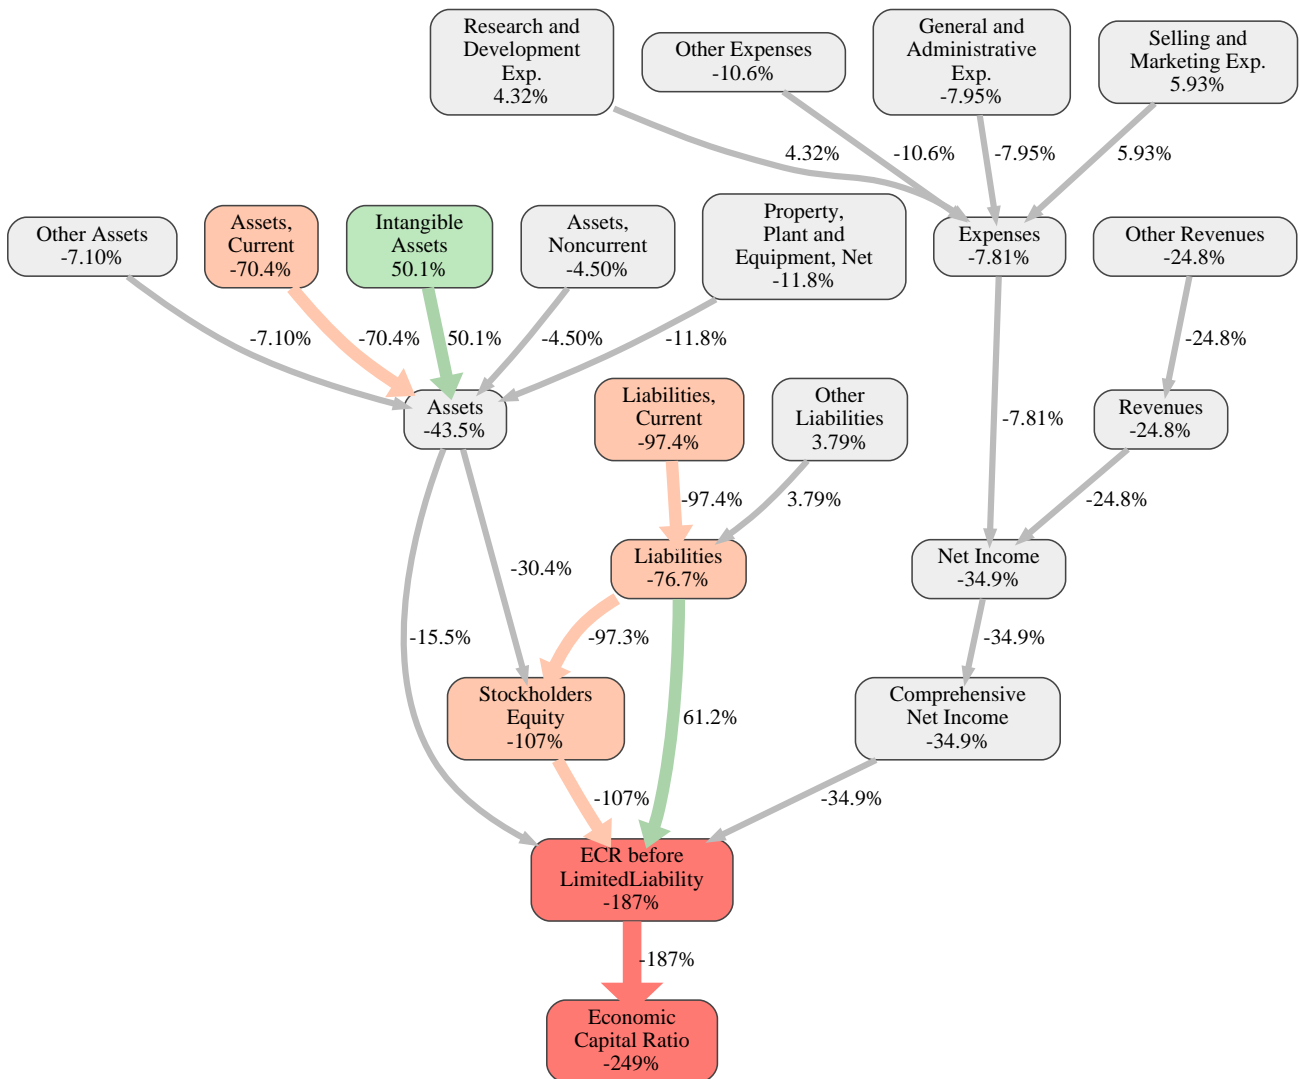 Research and
Development
Exp.
4.32%
Other Expenses
-10.6%
General and
Administrative
Exp.
-7.95%
Selling and
Marketing Exp.
5.93%
4.32%
-10.6%
-7.95%
5.93%
Other Assets
-7.10%
Assets,
Current
-70.4%
Intangible
Assets
50.1%
Assets,
Noncurrent
-4.50%
Property,
Plant and
Equipment, Net
-11.8%
Expenses
-7.81%
Other Revenues
-24.8%
-7.10%
-70.4%
50.1%
-4.50%
-11.8%
-24.8%
Assets
-43.5%
Liabilities,
Current
-97.4%
Other
Liabilities
3.79%
-7.81%
Revenues
-24.8%
-97.4%
3.79%
-24.8%
-30.4%
Liabilities
-76.7%
Net Income
-34.9%
-15.5%
-97.3%
-34.9%
Stockholders
Equity
-107%
61.2%
Comprehensive
Net Income
-34.9%
-107%
-34.9%
ECR before
LimitedLiability
-187%
-187%
Economic
Capital Ratio
-249%